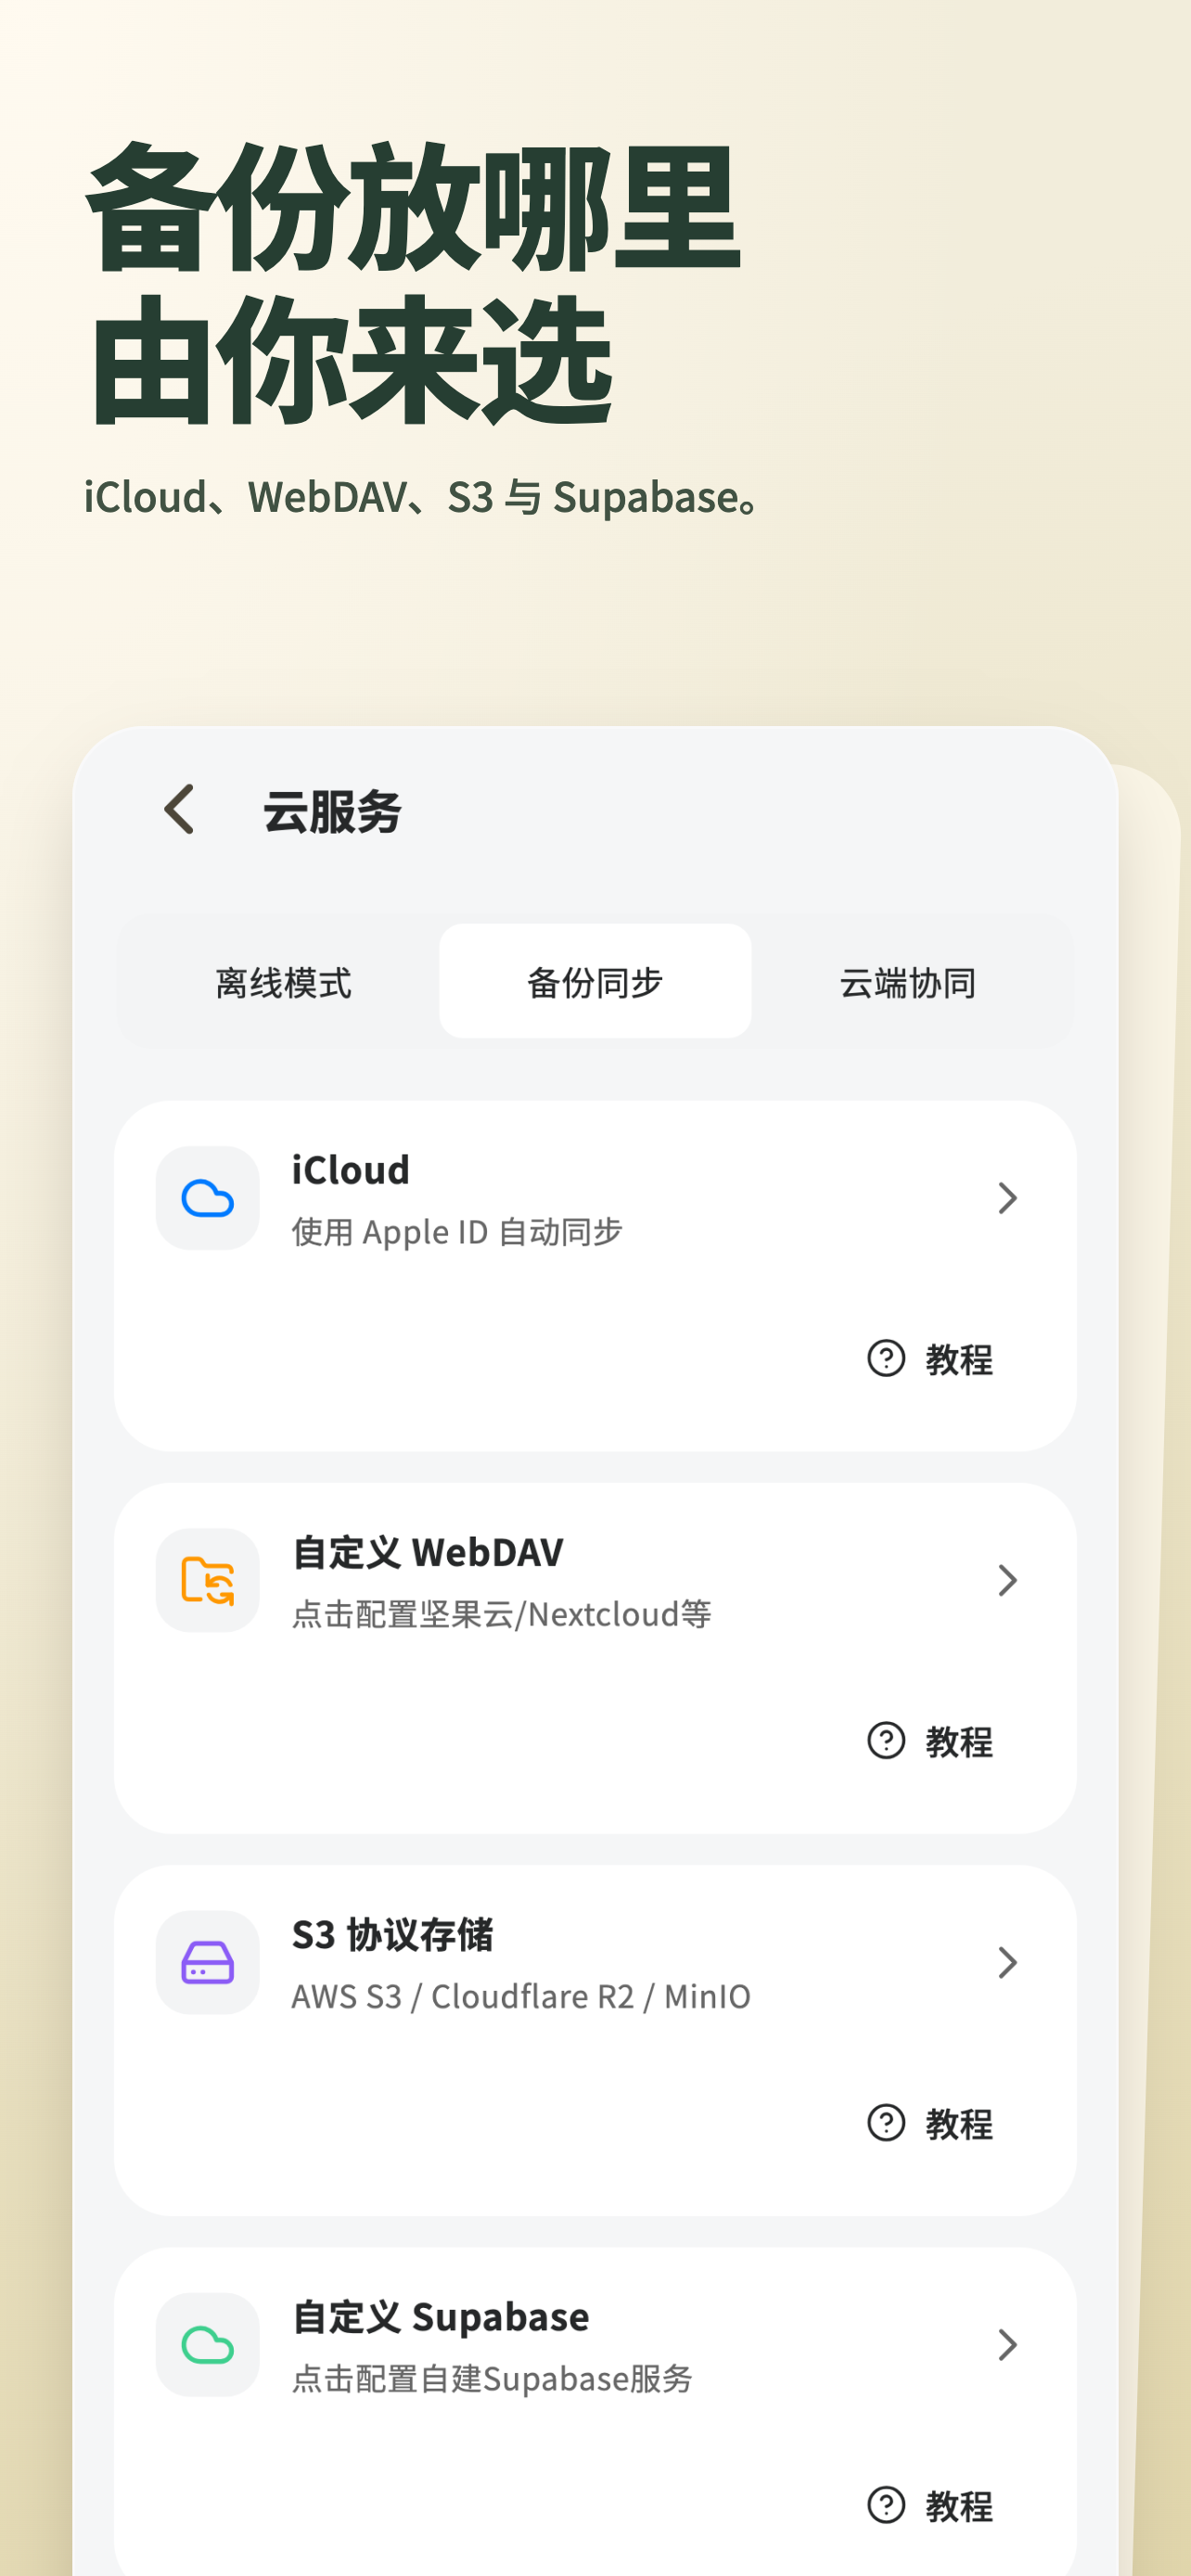 备份放哪里
由你来选
iCloud、WebDAV、S3 与 Supabase。
云服务
离线模式
备份同步
云端协同
iCloud
使用 Apple ID 自动同步
教程
自定义 WebDAV
点击配置坚果云/Nextcloud等
教程
S3 协议存储
AWS S3 / Cloudflare R2 / MinIO
教程
自定义 Supabase
点击配置自建Supabase服务
教程